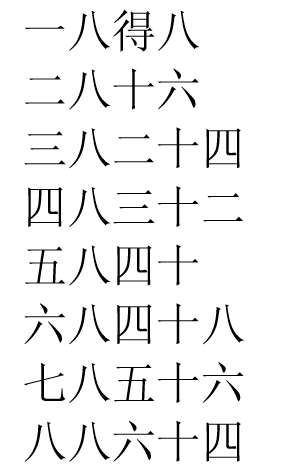 一八得八
二八十六
三八二十四
四八三十二
五八四十
六八四十八
七八五十六
八八六十四